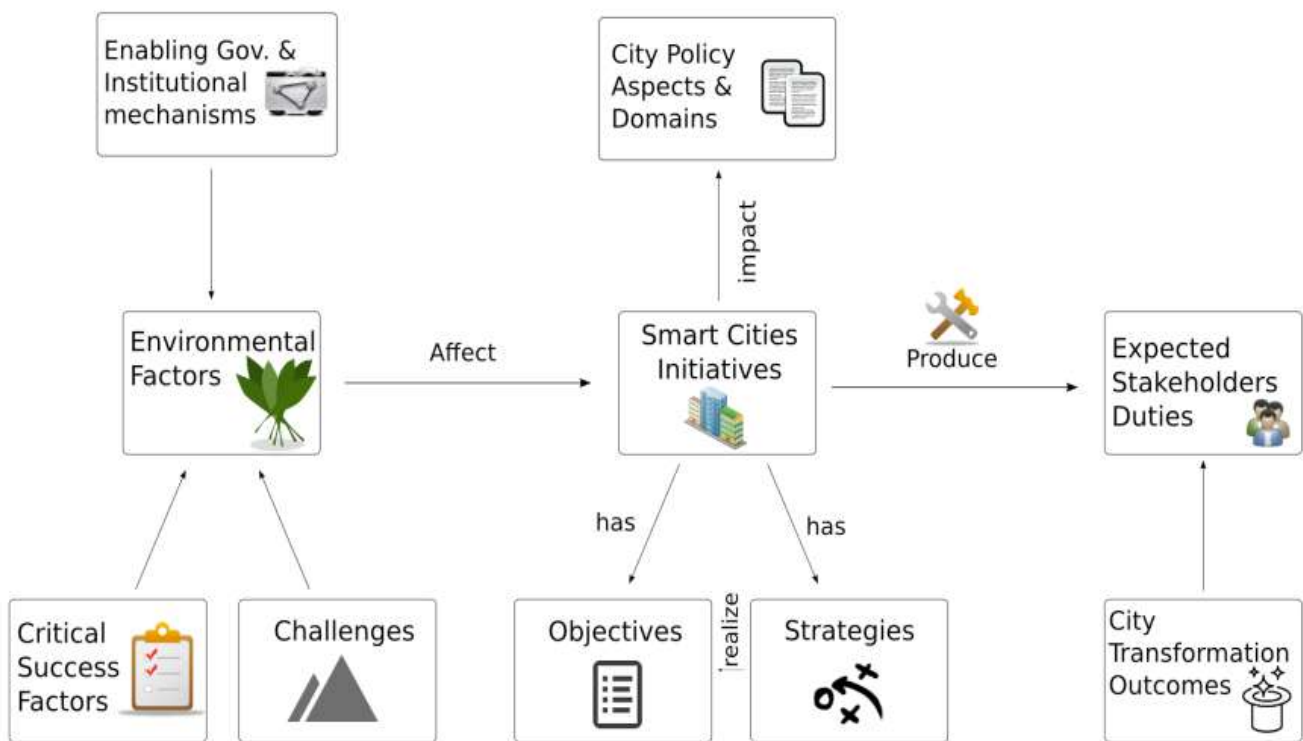 Enabling Gov. &
Institutional
mechanisms
City Policy
Aspects &
Domains
impact
Environmental
Factors
Affect
Smart Cities
Initiatives
Produce
Expected
Stakeholders
Duties
has
has
Critical
Success
Factors
Challenges
Objectives
realize
Strategies
City
Transformation
Outcomes